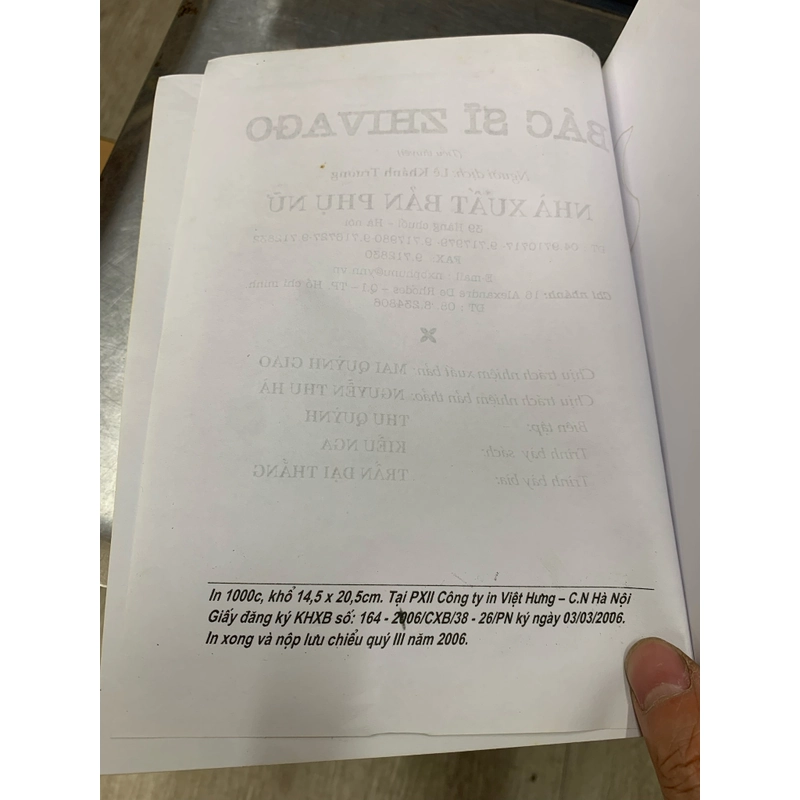 BÁC SĨ ZHIVAGO
(Tiểu thuyết)
Người dịch: Lê Khánh Trường
NHÀ XUẤT BẢN PHỤ NỮ
39 Hàng chuối - Hà nội
FAX 9.712830
Chi nhánh: 16 Alexandre De Rhodes - Q1 - TP. Hồ chí minh
Chịu trách nhiệm xuất bản: MAI QUỲNH GIAO
Chịu trách nhiệm bản thảo: NGUYỄN THU HÀ
Biên tập: THU QUỲNH
Trình bày sách: KIỀU NGA
Trình bày bìa: TRẦN ĐẠI THẮNG
In 1000c, khổ 14,5 x 20,5cm. Tại PXII Công ty in Việt Hưng – C.N Hà Nội
Giấy đăng ký KHXB số: 164 - 2006/CXB/38 - 26/PN ký ngày 03/03/2006.
In xong và nộp lưu chiểu quý III năm 2006.